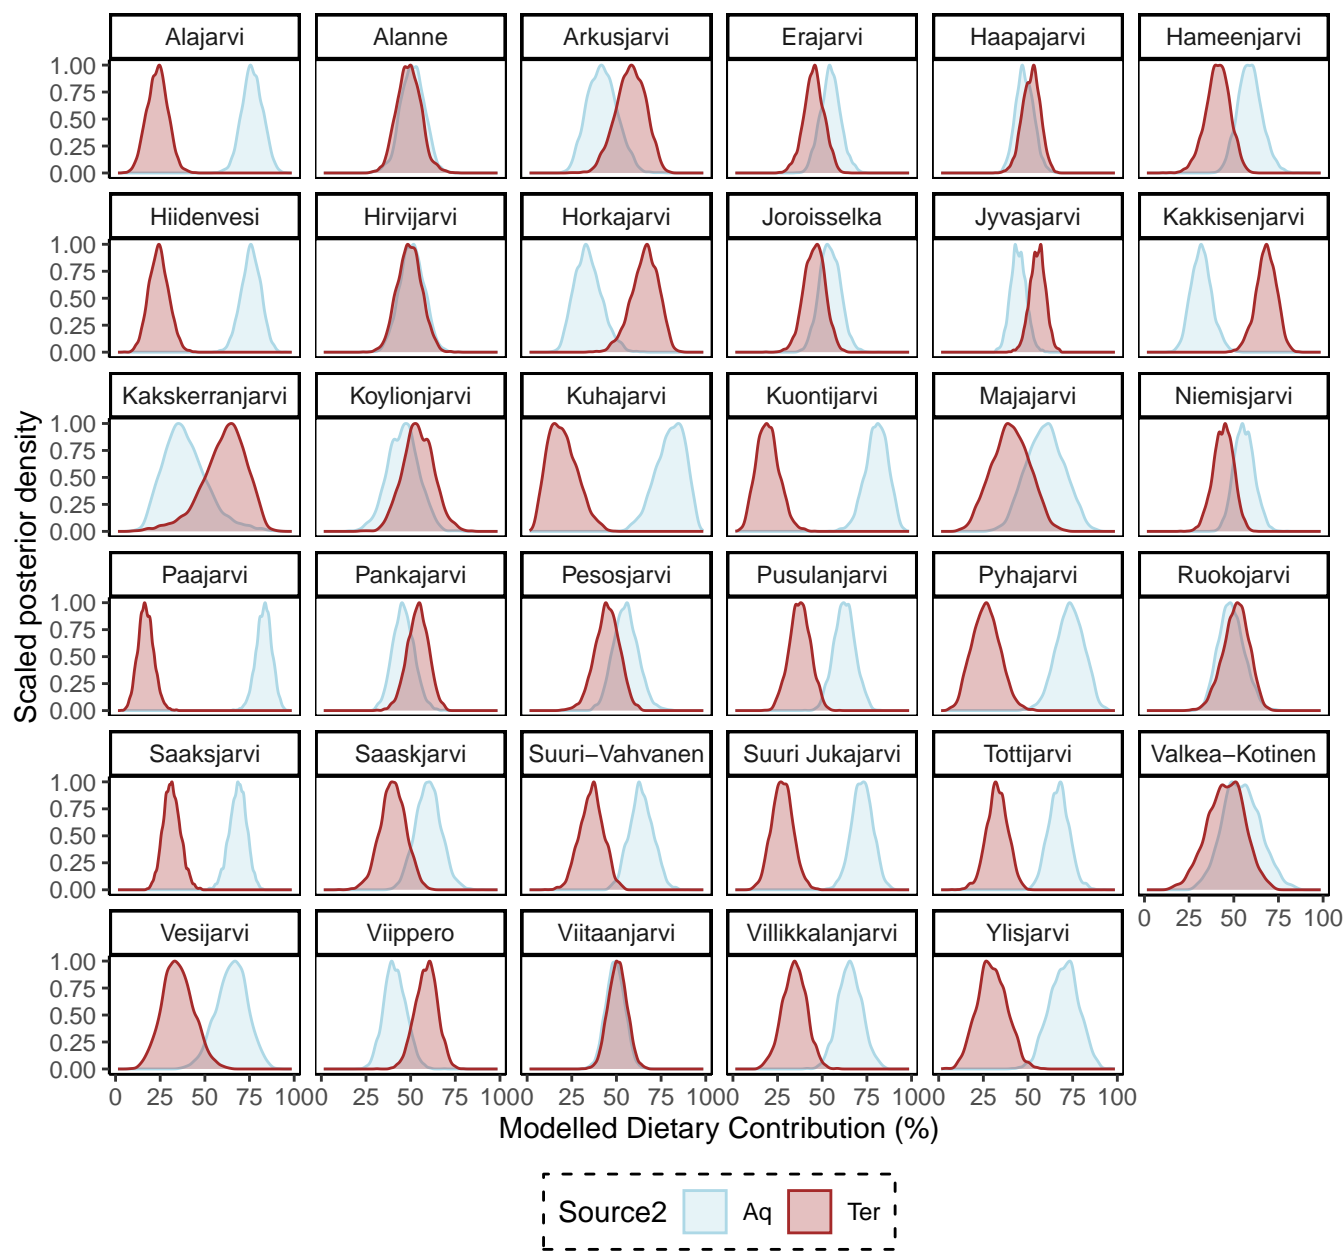 Alajarvi Alanne Arkusjarvi Erajarvi Haapajarvi Hameenjarvi
1.00
0.75
0.50
0.25
0.00
Hiidenvesi Hirvijarvi Horkajarvi Joroisselka Jyvasjarvi Kakkisenjarvi
1.00
0.75
0.50
0.25
0.00
Kakskerranjarvi Koylionjarvi Kuhajarvi Kuontijarvi Majajarvi Niemisjarvi
1.00
0.75
0.50
0.25
0.00
Scaled posterior density
Paajarvi Pankajarvi Pesosjarvi Pusulanjarvi Pyhajarvi Ruokojarvi
1.00
0.75
0.50
0.25
0.00
Saaksjarvi Saaskjarvi Suuri−Vahvanen Suuri Jukajarvi Tottijarvi Valkea−Kotinen
1.00
0.75
0.50
0.25
0.00
0 25 50 75 100
Vesijarvi Viippero Viitaanjarvi Villikkalanjarvi Ylisjarvi
1.00
0.75
0.50
0.25
0.00
0 25 50 75 100 0 25 50 75 100 0 25 50 75 100 0 25 50 75 100 0 25 50 75 100
Modelled Dietary Contribution (%)
Source2 Aq Ter